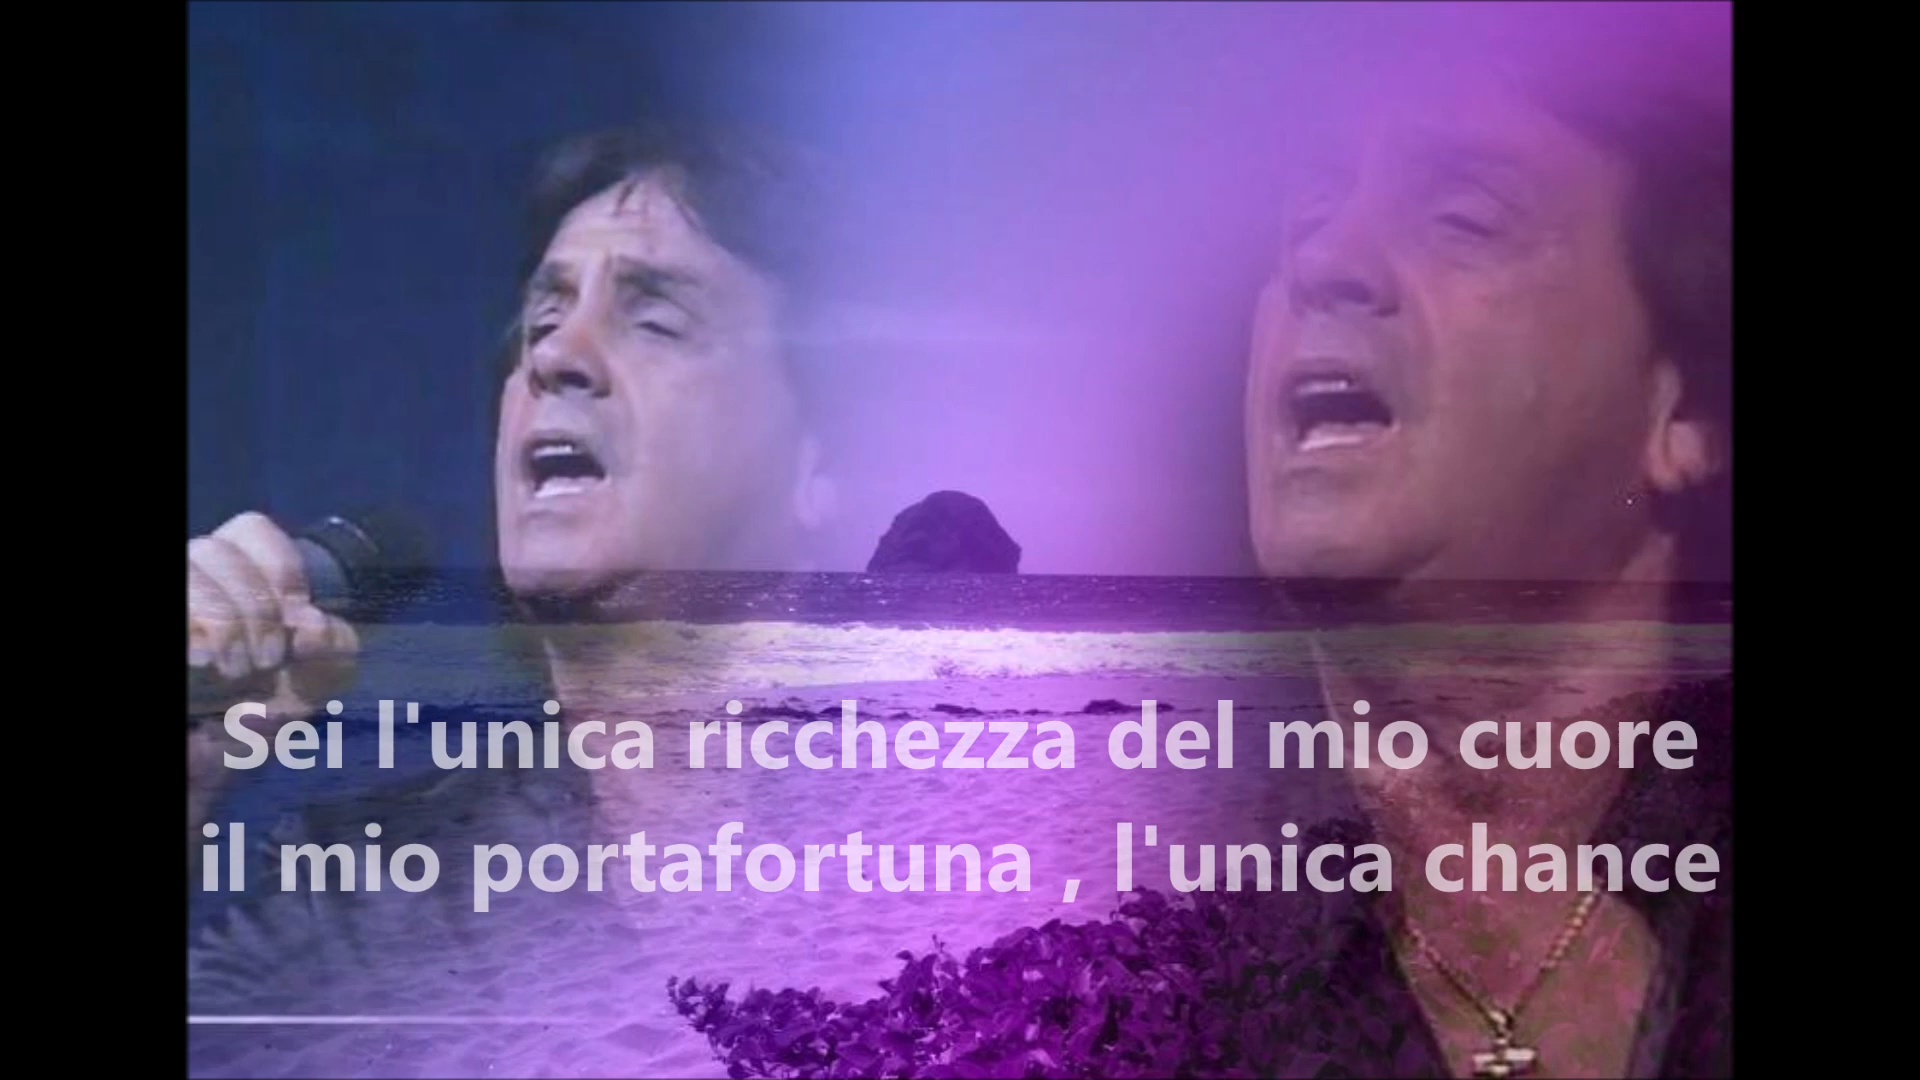 Sei l'unica ricchezza del mio cuore
il mio portafortuna , l'unica chance